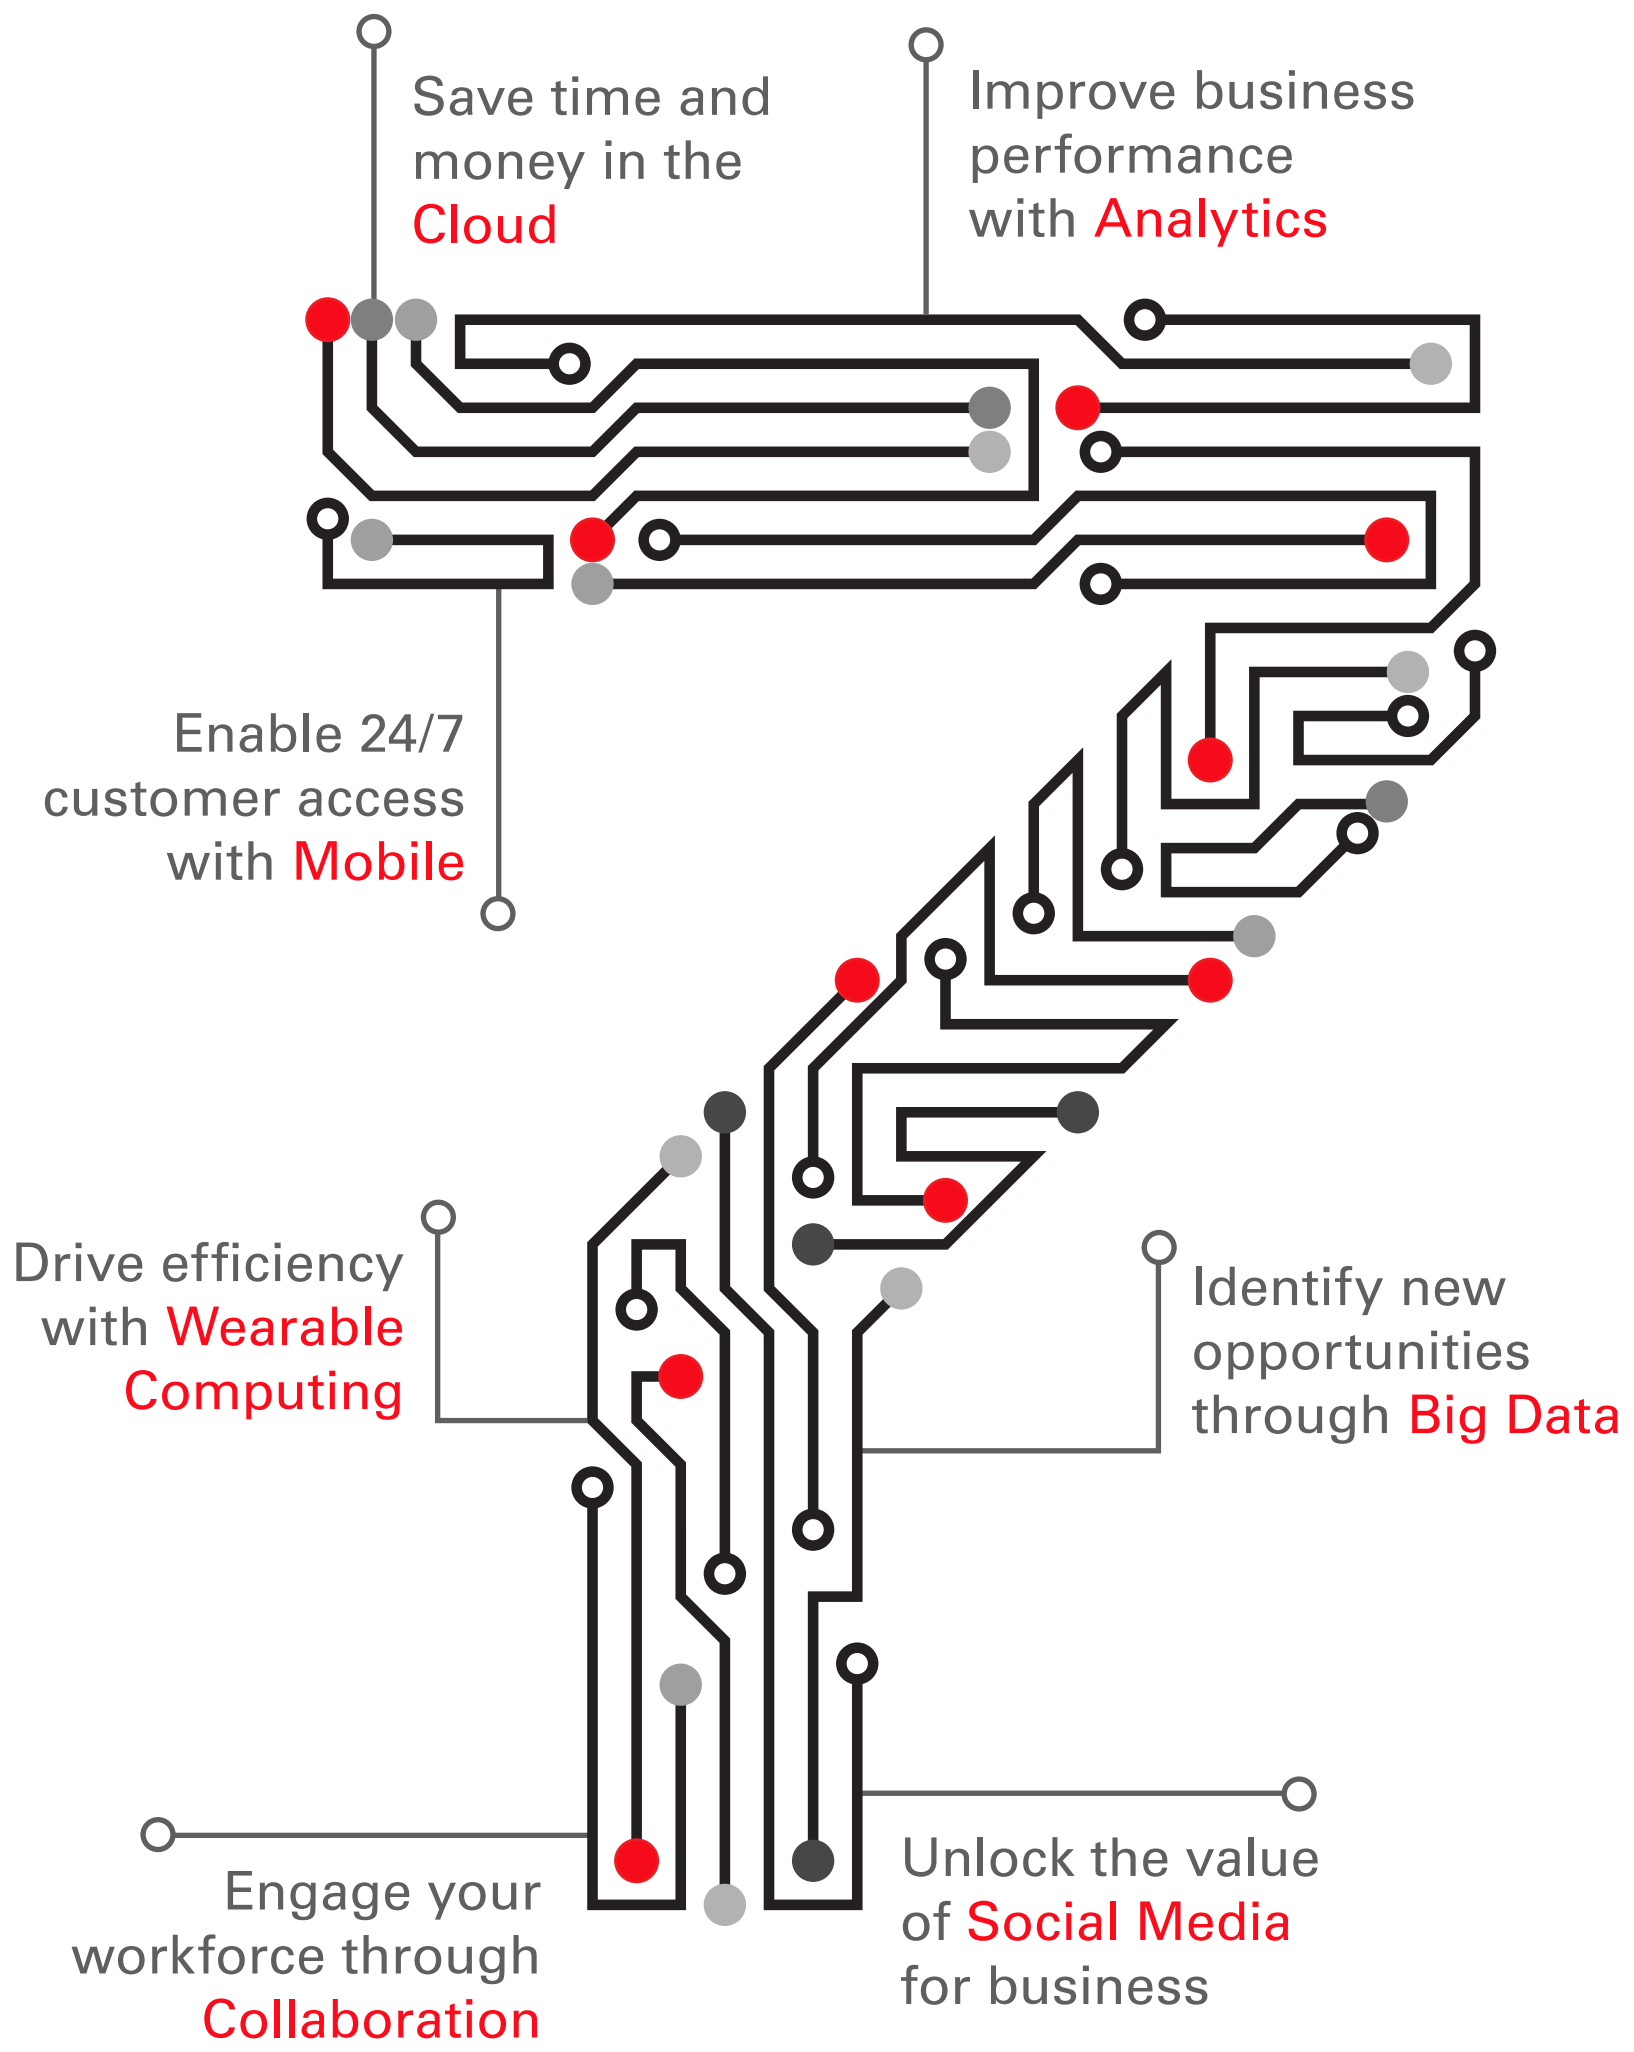 Save time and
money in the
Cloud
Improve business
performance
with Analytics
Enable 24/7
customer access
with Mobile
Drive efficiency
with Wearable
Computing
Identify new
opportunities
through Big Data
Engage your
workforce through
Collaboration
Unlock the value
of Social Media
for business